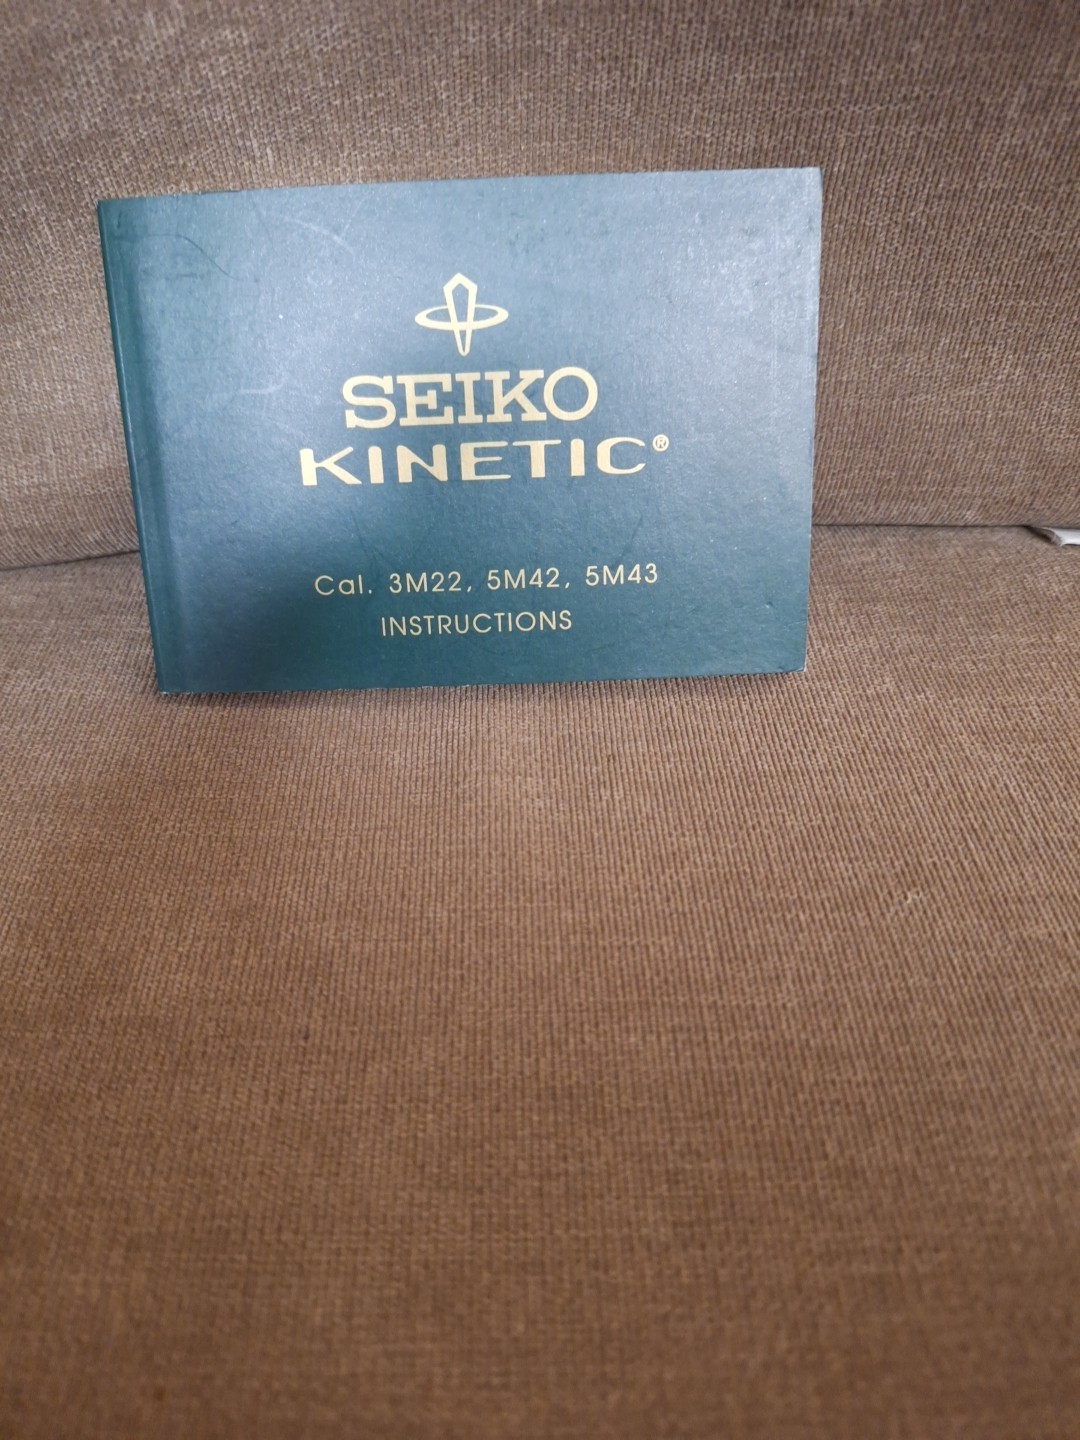 SEIKO
KINETIC®
Cal. 3M22, 5M42, 5M43
INSTRUCTIONS